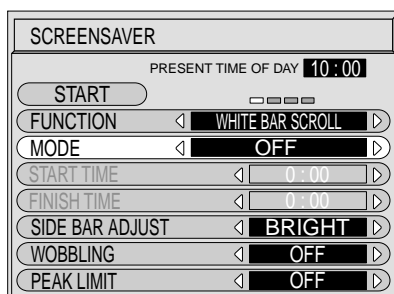 SCREENSAVER
PRESENT TIME OF DAY 10:00
START
FUNCTION WHITE BAR SCROLL
MODE OFF
START TIME 0:00
FINISH TIME 0:00
SIDE BAR ADJUST BRIGHT
WOBBLING OFF
PEAK LIMIT OFF